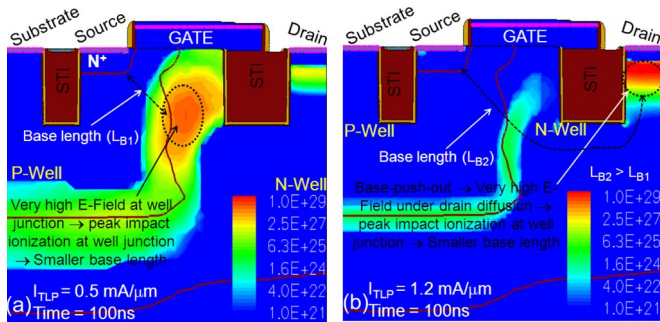 Substrate Source GATE Drain
N+
STI
STI
Base length (LB1)
P-Well
N-Well
Very high E-Field at well
junction → peak impact
ionization at well junction
→ Smaller base length
1.0E+29
2.5E+27
6.3E+25
1.6E+24
4.0E+22
1.0E+21
(a)
ITLP = 0.5 mA/μm
Time = 100ns
Substrate Source GATE Drain
STI
STI
P-Well
N-Well
Base length (LB2)
LB2 > LB1
Base-push-out → Very high E-
Field under drain diffusion →
peak impact ionization at well
junction → Smaller base length
1.0E+29
2.5E+27
6.3E+25
1.6E+24
4.0E+22
1.0E+21
(b)
ITLP = 1.2 mA/μm
Time = 100ns